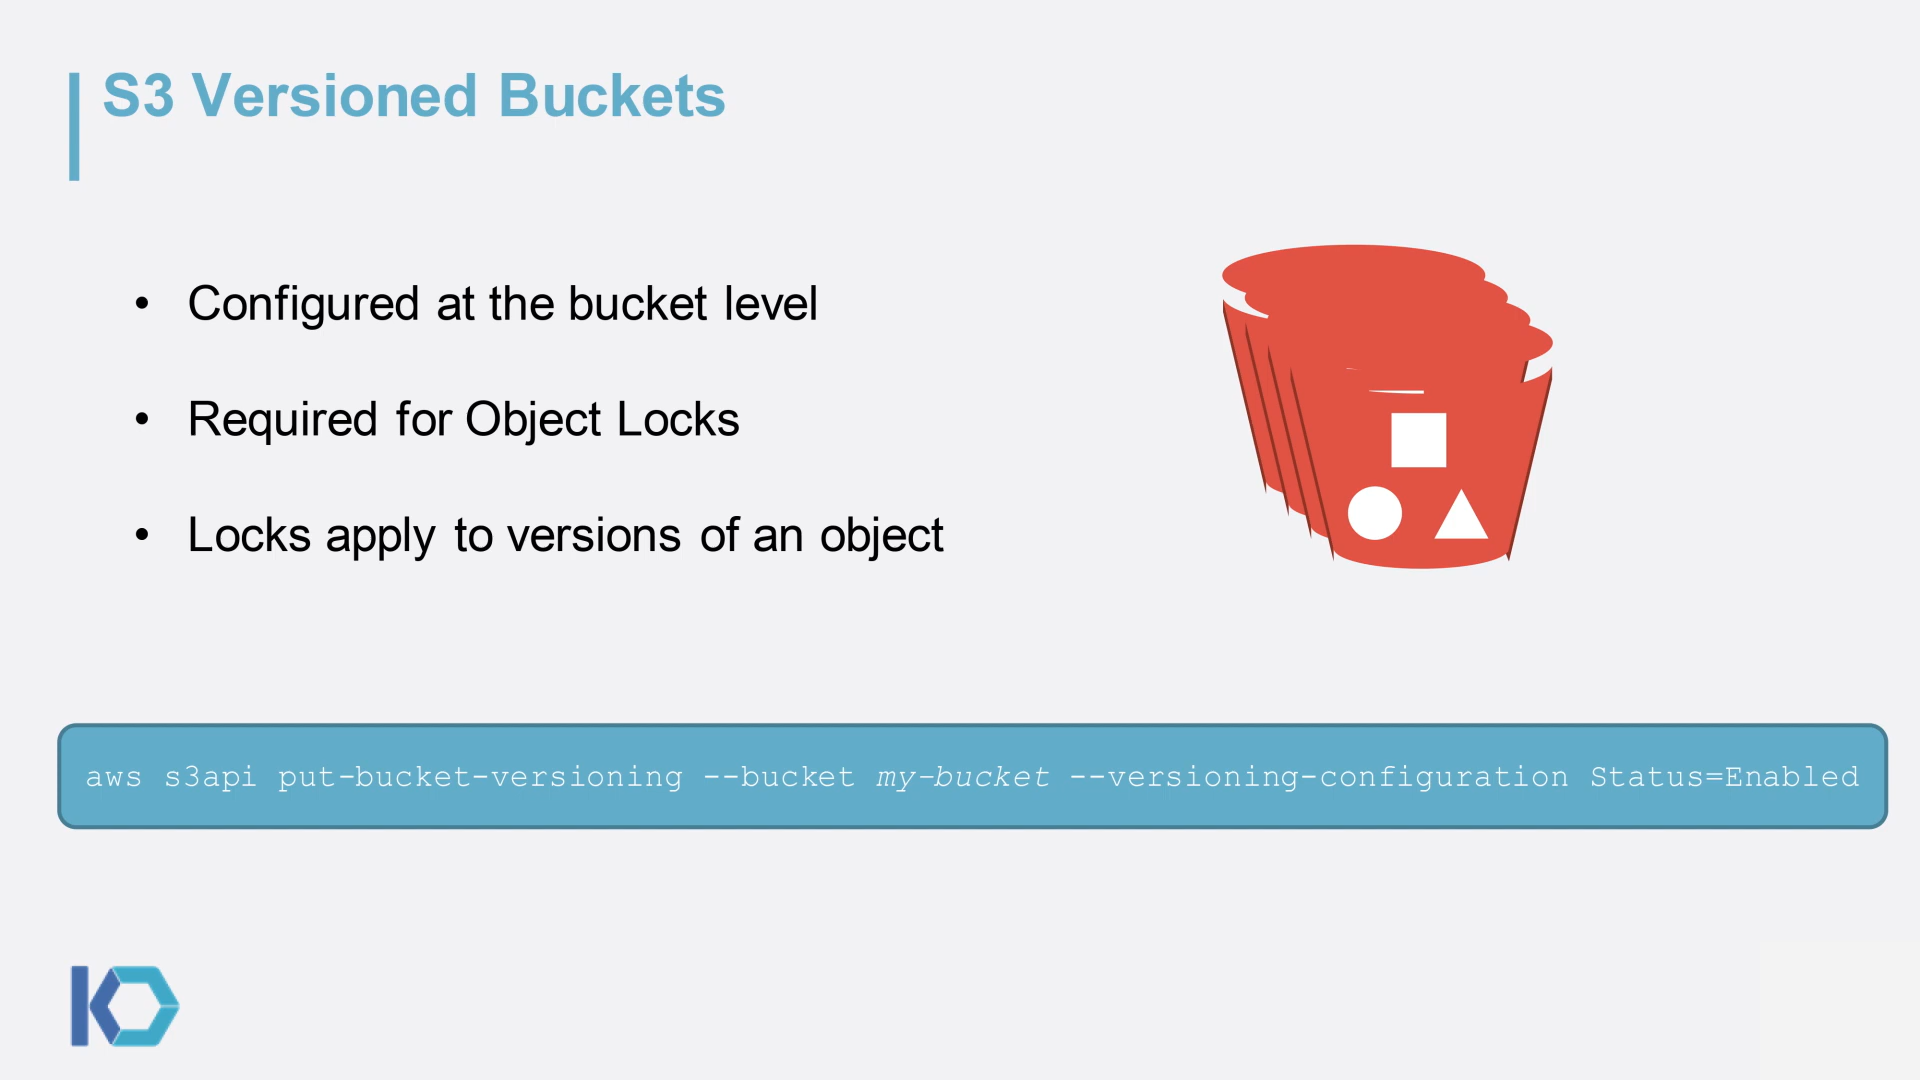 S3 Versioned Buckets
• Configured at the bucket level
• Required for Object Locks
• Locks apply to versions of an object
aws s3api put-bucket-versioning --bucket my-bucket --versioning-configuration Status=Enabled